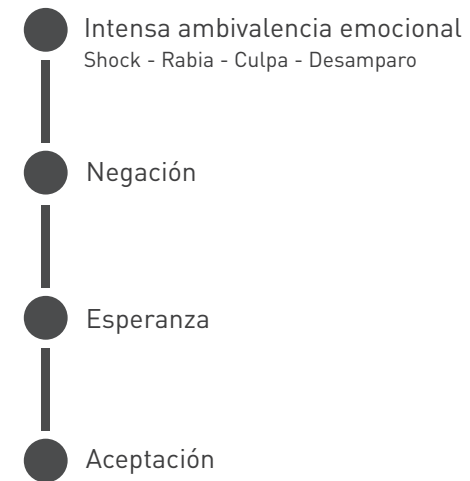 Intensa ambivalencia emocional
Shock - Rabia - Culpa - Desamparo
Negación
Esperanza
Aceptación